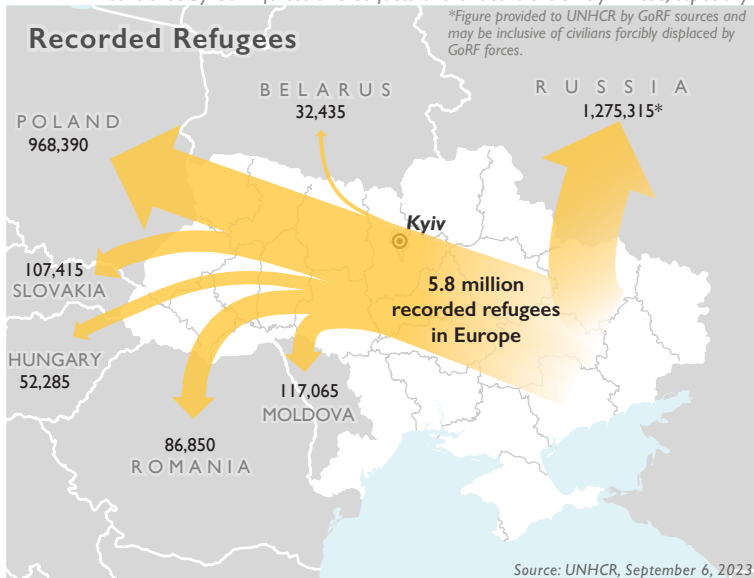 *Figure provided to UNHCR by GoRF sources and
may be inclusive of civilians forcibly displaced by
GoRF forces.
Recorded Refugees
BELARUS
32,435
RUSSIA
1,275,315*
POLAND
968,390
Kyiv
107,415
SLOVAKIA
5.8 million
recorded refugees
in Europe
HUNGARY
52,285
117,065
MOLDOVA
86,850
ROMANIA
Source: UNHCR, September 6, 2023